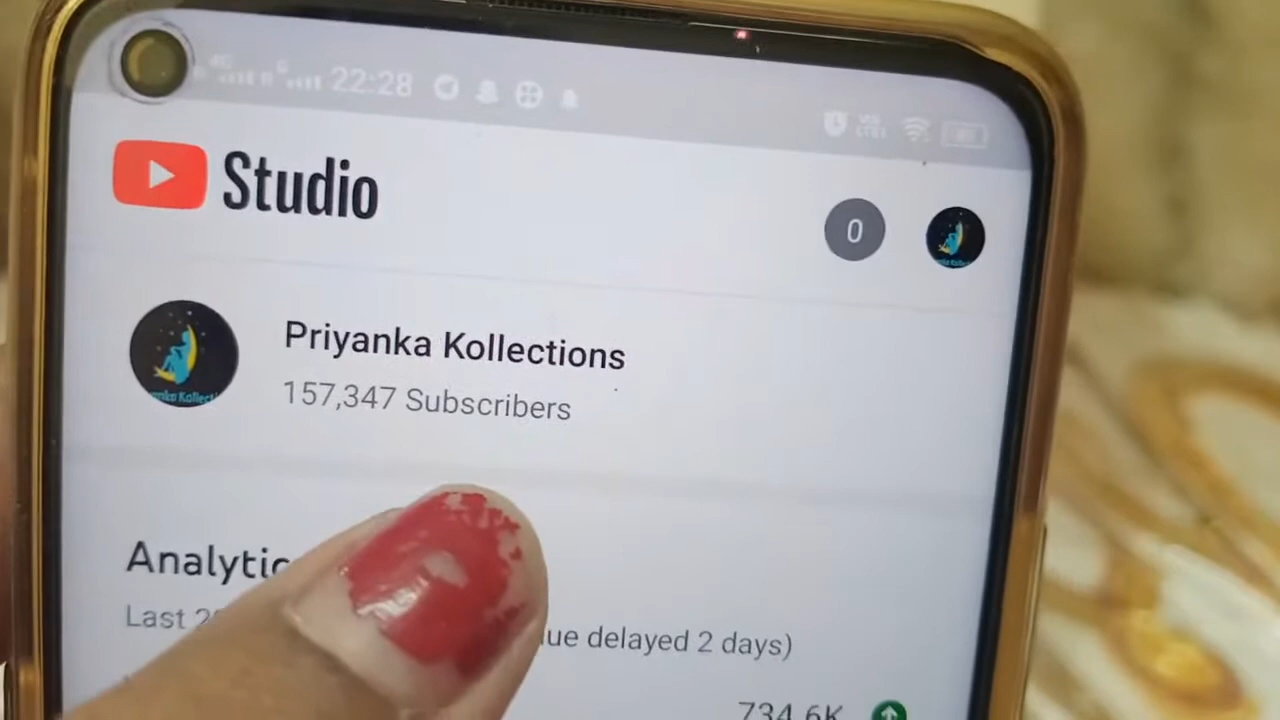 22:28
Studio
0
Priyanka Kollections
157,347 Subscribers
Analytic
Last 2
ue delayed 2 days)
734.6K